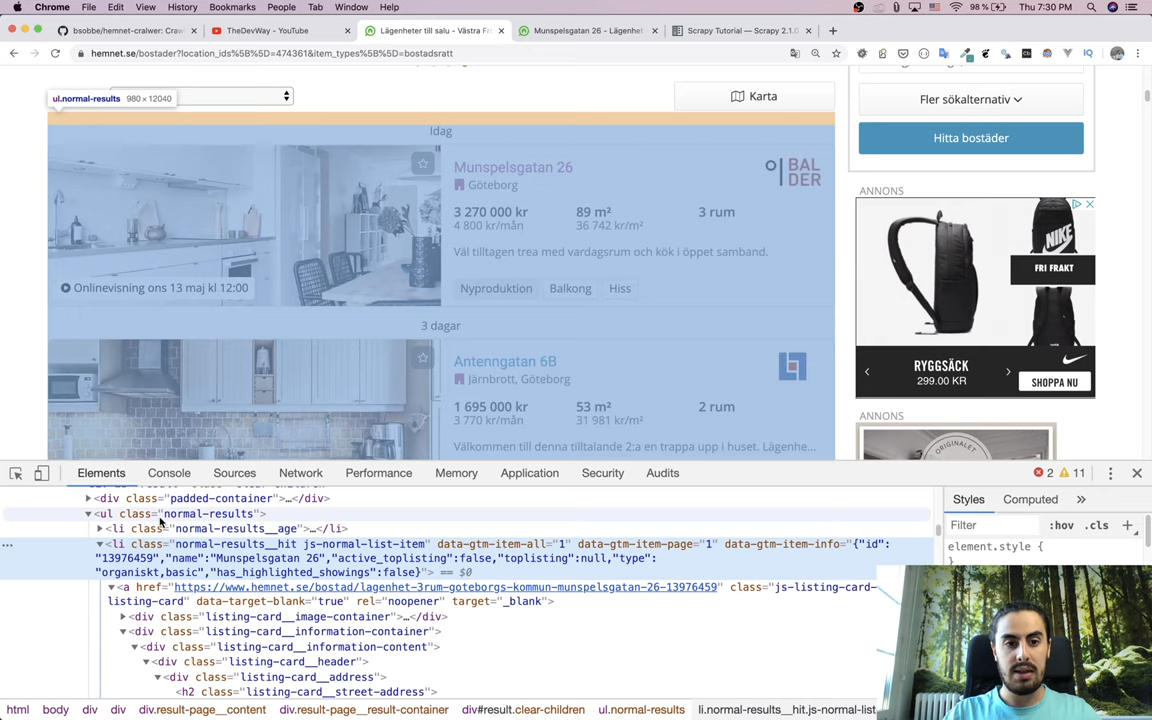 Chrome File Edit View History Bookmarks People Tab Window Help 98 % Thu 7:30 PM
bsobbe/hemnet-cralwer: Craw
TheDevWay - YouTube
Lägenheter till salu - Västra Fr
Munspelsgatan 26 - Lägenhet
Scrapy Tutorial — Scrapy 2.1.0
hemnet.se/bostader?location_ids%5B%5D=474361&item_types%5B%5D=bostadsratt
ul.normal-results 980 × 12040
Karta
Idag
Munspelsgatan 26
Göteborg
BAL
DER
3 270 000 kr 89 m² 3 rum
4 800 kr/mån 36 742 kr/m²
Väl tilltagen trea med vardagsrum och kök i öppet samband.
Onlinevisning ons 13 maj kl 12:00
Nyproduktion Balkong Hiss
3 dagar
Antenngatan 6B
Järnbrott, Göteborg
1 695 000 kr 53 m² 2 rum
3 770 kr/mån 31 981 kr/m²
Välkommen till denna tilltalande 2:a en trappa upp i huset. Lägenhe...
Fler sökalternativ
Hitta bostäder
ANNONS
NIKE
FRI FRAKT
RYGGSÄCK
299.00 KR
SHOPPA NU
ANNONS
ORIGINALET
Elements Console Sources Network Performance Memory Application Security Audits 2 11
<div class="padded-container">…</div>
<ul class="normal-results">
<li class="normal-results__age">…</li>
<li class="normal-results__hit js-normal-list-item" data-gtm-item-all="1" data-gtm-item-page="1" data-gtm-item-info="{"id":
"13976459","name":"Munspelsgatan 26","active_toplisting":false,"toplisting":null,"type":
"organiskt,basic","has_highlighted_showings":false}"> == $0
<a href="https://www.hemnet.se/bostad/lagenhet-3rum-goteborgs-kommun-munspelsgatan-26-13976459" class="js-listing-card-
listing-card" data-target-blank="true" rel="noopener" target="_blank">
<div class="listing-card__image-container">…</div>
<div class="listing-card__information-container">
<div class="listing-card__information-content">
<div class="listing-card__header">
<div class="listing-card__address">
<h2 class="listing-card__street-address">
Styles Computed
Filter :hov .cls
element.style {
html body div div div.result-page__content div.result-page__result-container div#result.clear-children ul.normal-results li.normal-results__hit.js-normal-list